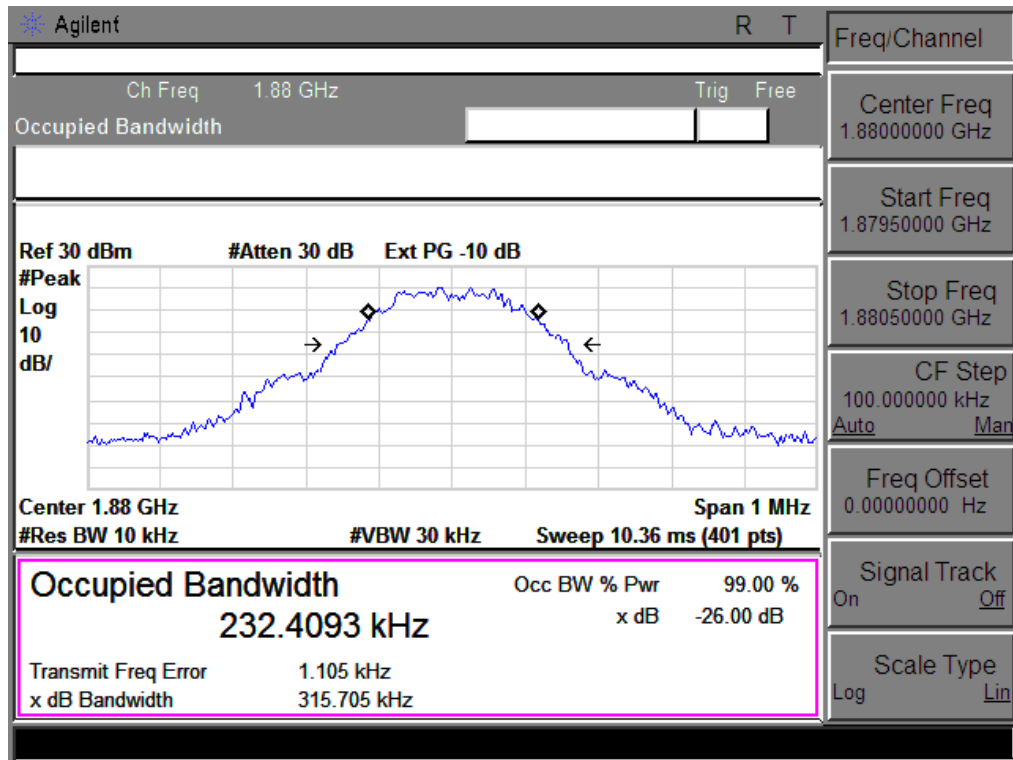 Agilent R T
Ch Freq 1.88 GHz Trig Free
Occupied Bandwidth
Ref 30 dBm #Atten 30 dB Ext PG -10 dB
#Peak
Log
10
dB/
Center 1.88 GHz Span 1 MHz
#Res BW 10 kHz #VBW 30 kHz Sweep 10.36 ms (401 pts)
Occupied Bandwidth Occ BW % Pwr 99.00 %
232.4093 kHz x dB -26.00 dB
Transmit Freq Error 1.105 kHz
x dB Bandwidth 315.705 kHz
Freq/Channel
Center Freq
1.88000000 GHz
Start Freq
1.87950000 GHz
Stop Freq
1.88050000 GHz
CF Step
100.000000 kHz
Auto Man
Freq Offset
0.00000000 Hz
Signal Track
On Off
Scale Type
Log Lin